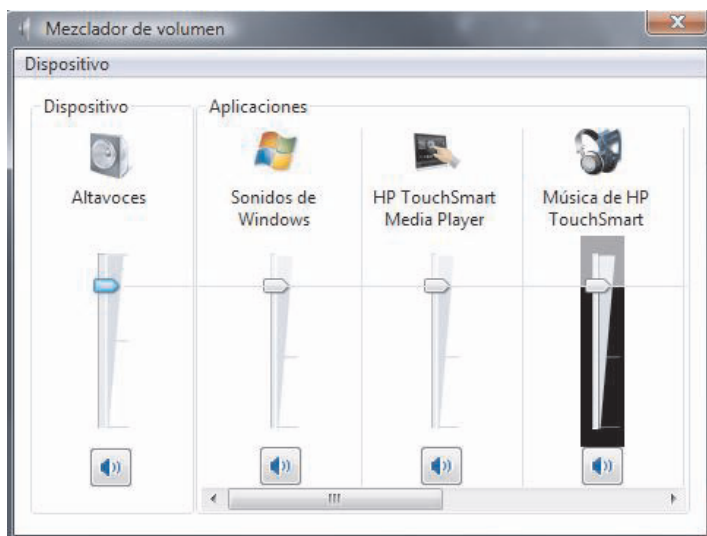 Mezclador de volumen
Dispositivo
Dispositivo
Aplicaciones
Altavoces
Sonidos de
Windows
HP TouchSmart
Media Player
Música de HP
TouchSmart